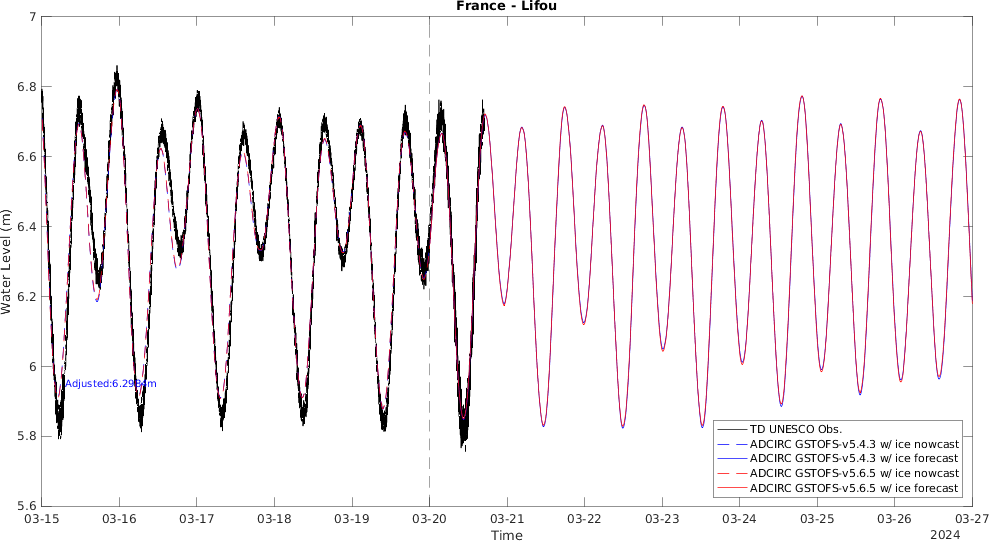 France - Lifou
7
6.8
6.6
6.4
6.2
6
5.8
5.6
Water Level (m)
TD UNESCO Obs.
ADCIRC GSTOFS-v5.4.3 w/ ice nowcast
ADCIRC GSTOFS-v5.4.3 w/ ice forecast
ADCIRC GSTOFS-v5.6.5 w/ ice nowcast
ADCIRC GSTOFS-v5.6.5 w/ ice forecast
03-15 03-16 03-17 03-18 03-19 03-20 03-21 03-22 03-23 03-24 03-25 03-26 03-27
Time
2024